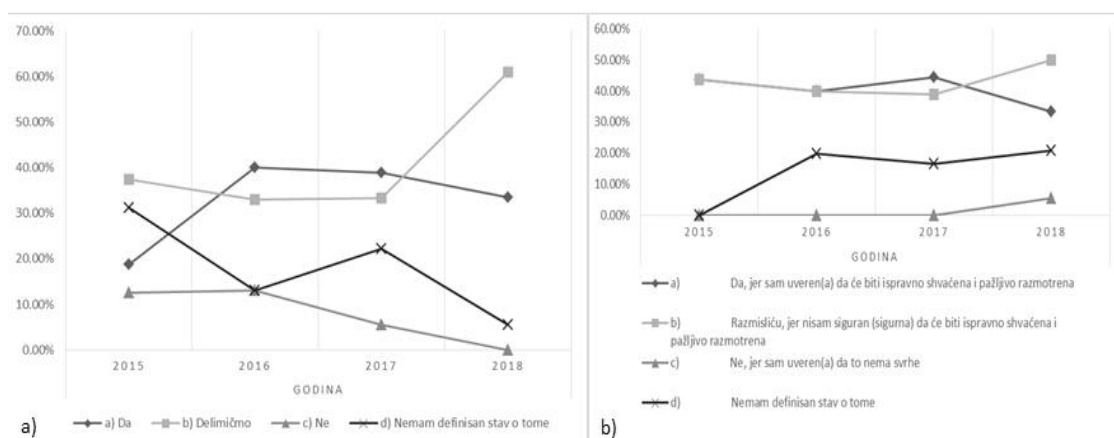 70.00%
60.00%
50.00%
40.00%
30.00%
20.00%
10.00%
0.00%
2015 2016 2017 2018
GODINA
a) Da b) Delimičmo c) Ne d) Nemam definisan stav o tome
a)
60.00%
50.00%
40.00%
30.00%
20.00%
10.00%
0.00%
2015 2016 2017 2018
GODINA
a) Da, jer sam uveren(a) da će biti ispravno shvaćena i pažljivo razmotrena
b) Razmisliću, jer nisam siguran (sigurna) da će biti ispravno shvaćena i
pažljivo razmotrena
c) Ne, jer sam uveren(a) da to nema svrhe
d) Nemam definisan stav o tome
b)